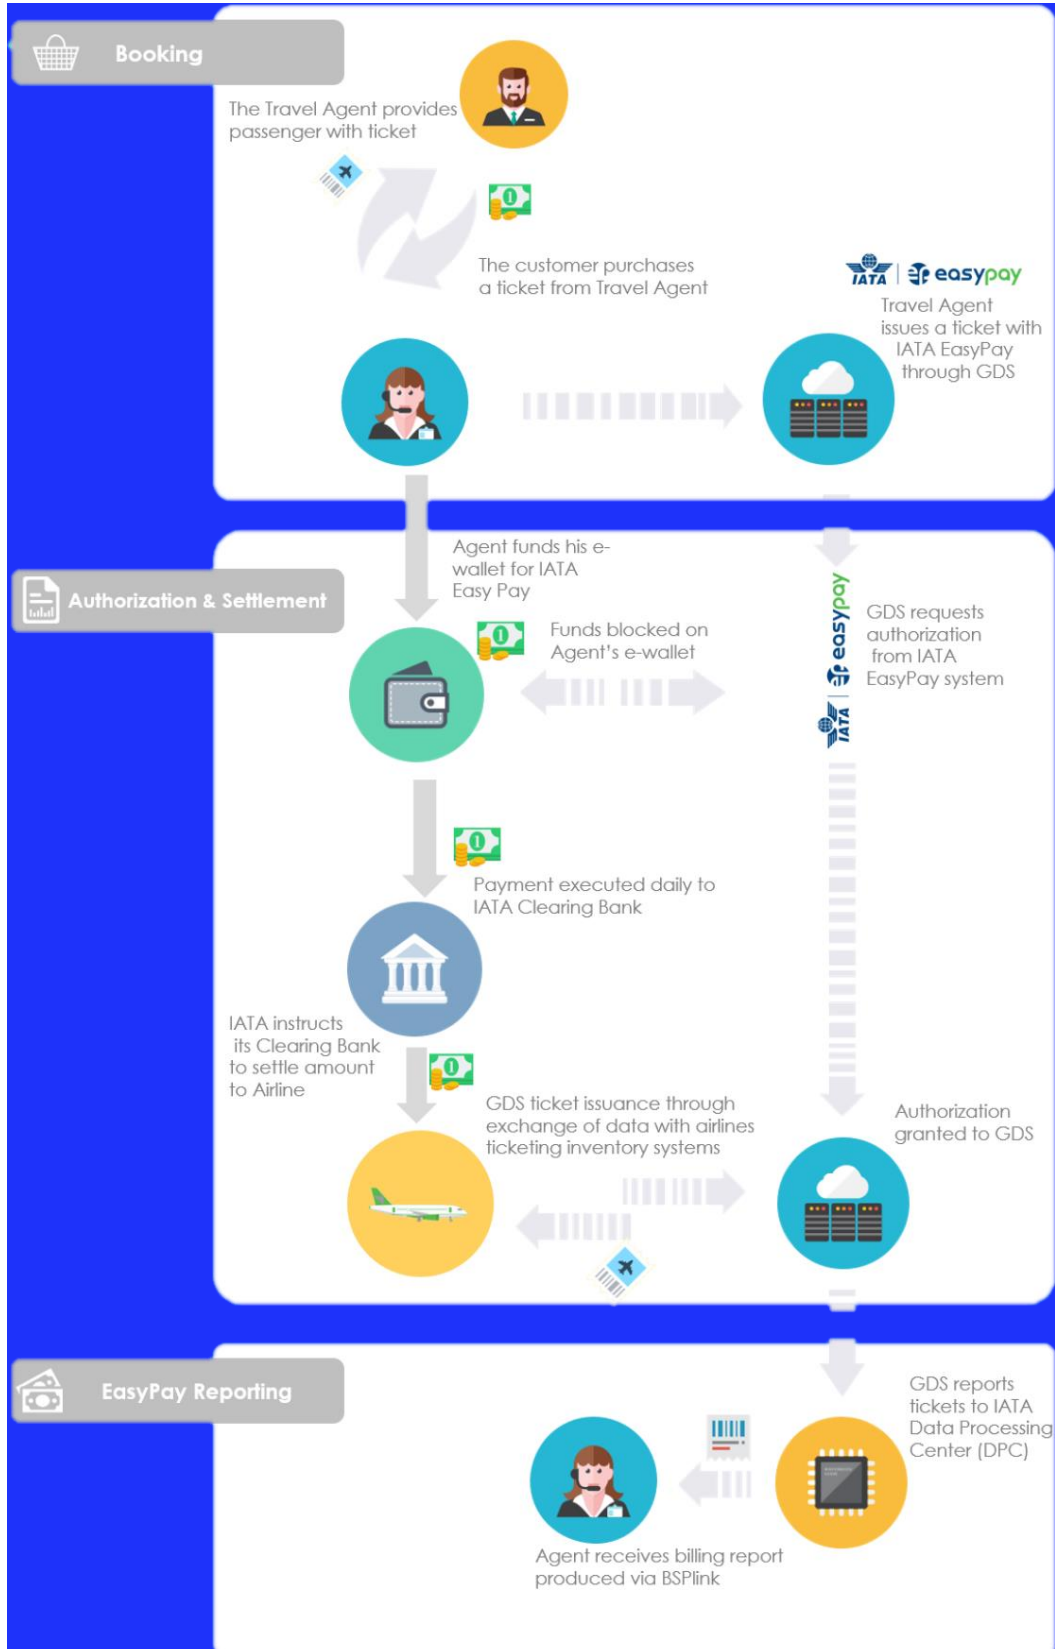 Booking
The Travel Agent provides
passenger with ticket
The customer purchases
a ticket from Travel Agent
IATA easypay
Travel Agent
issues a ticket with
IATA EasyPay
through GDS
Authorization & Settlement
Agent funds his e-
wallet for IATA
Easy Pay
Funds blocked on
Agent's e-wallet
IATA easypay
GDS requests
authorization
from IATA
EasyPay system
Payment executed daily to
IATA Clearing Bank
IATA instructs
its Clearing Bank
to settle amount
to Airline
GDS ticket issuance through
exchange of data with airlines
ticketing inventory systems
Authorization
granted to GDS
EasyPay Reporting
GDS reports
tickets to IATA
Data Processing
Center (DPC)
Agent receives billing report
produced via BSPlink